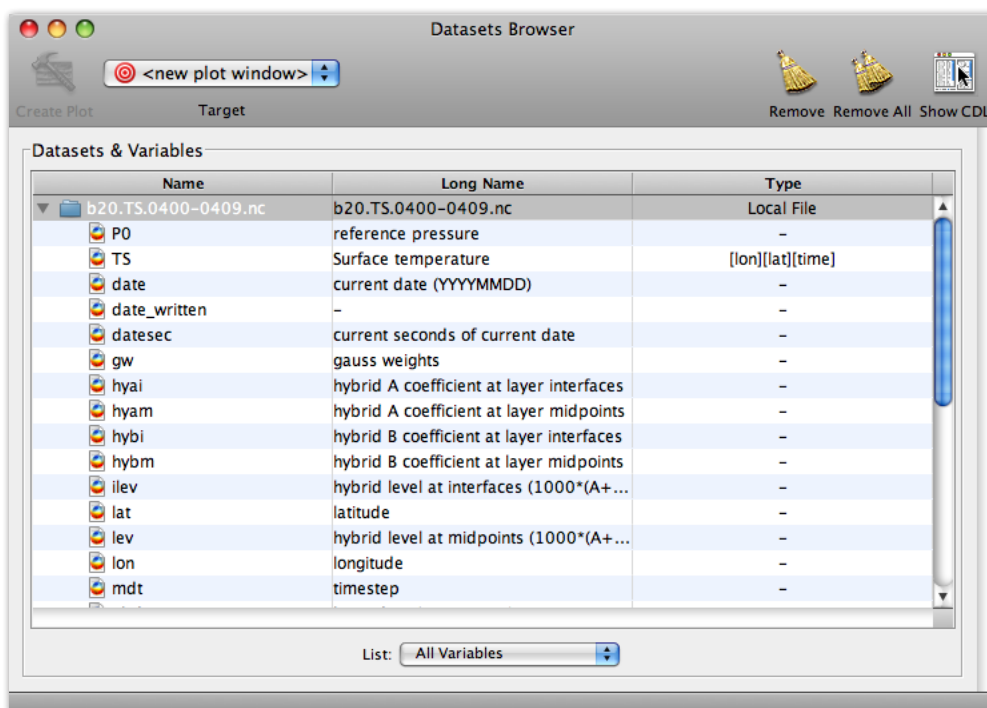 Datasets Browser
<new plot window>
Create Plot Target Remove Remove All Show CDL
Datasets & Variables
Name Long Name Type
b20.TS.0400-0409.nc b20.TS.0400-0409.nc Local File
P0 reference pressure –
TS Surface temperature [lon][lat][time]
date current date (YYYYMMDD) –
date_written – –
datesec current seconds of current date –
gw gauss weights –
hyai hybrid A coefficient at layer interfaces –
hyam hybrid A coefficient at layer midpoints –
hybi hybrid B coefficient at layer interfaces –
hybm hybrid B coefficient at layer midpoints –
ilev hybrid level at interfaces (1000*(A+... –
lat latitude –
lev hybrid level at midpoints (1000*(A+... –
lon longitude –
mdt timestep –
List: All Variables